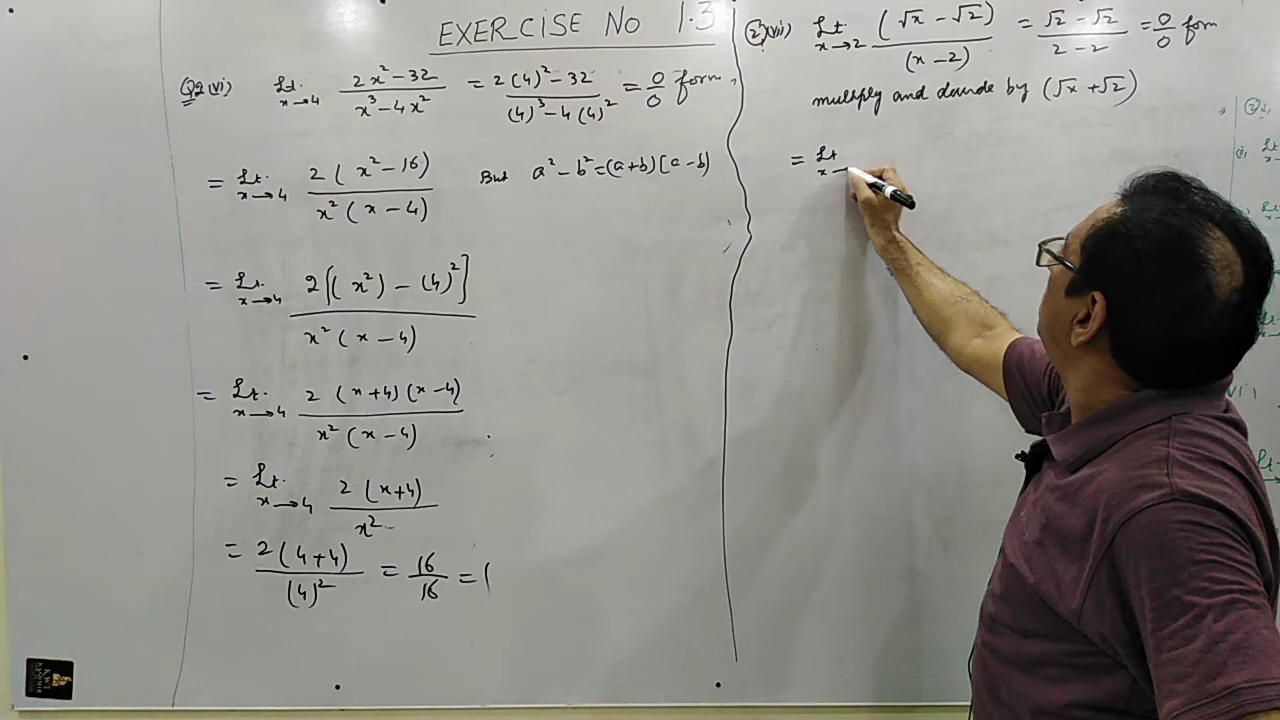 EXERCISE No 1.3
Q2(vi) Lt. x→4 (2x²-32)/(x³-4x²) = (2(4)²-32)/((4)³-4(4)²) = 0/0 form,
= Lt. x→4 2(x²-16)/(x²(x-4)) But a²-b²=(a+b)(a-b)
= Lt. x→4 2[(x²)-(4)²]/(x²(x-4))
= Lt. x→4 2(x+4)(x-4)/(x²(x-4))
= Lt. x→4 2(x+4)/x²
= 2(4+4)/(4)² = 16/16 = 1
2(vii) Lt. x→2 (√x-√2)/(x-2) = (√2-√2)/(2-2) = 0/0 form
multiply and divide by (√x+√2)
= Lt x→